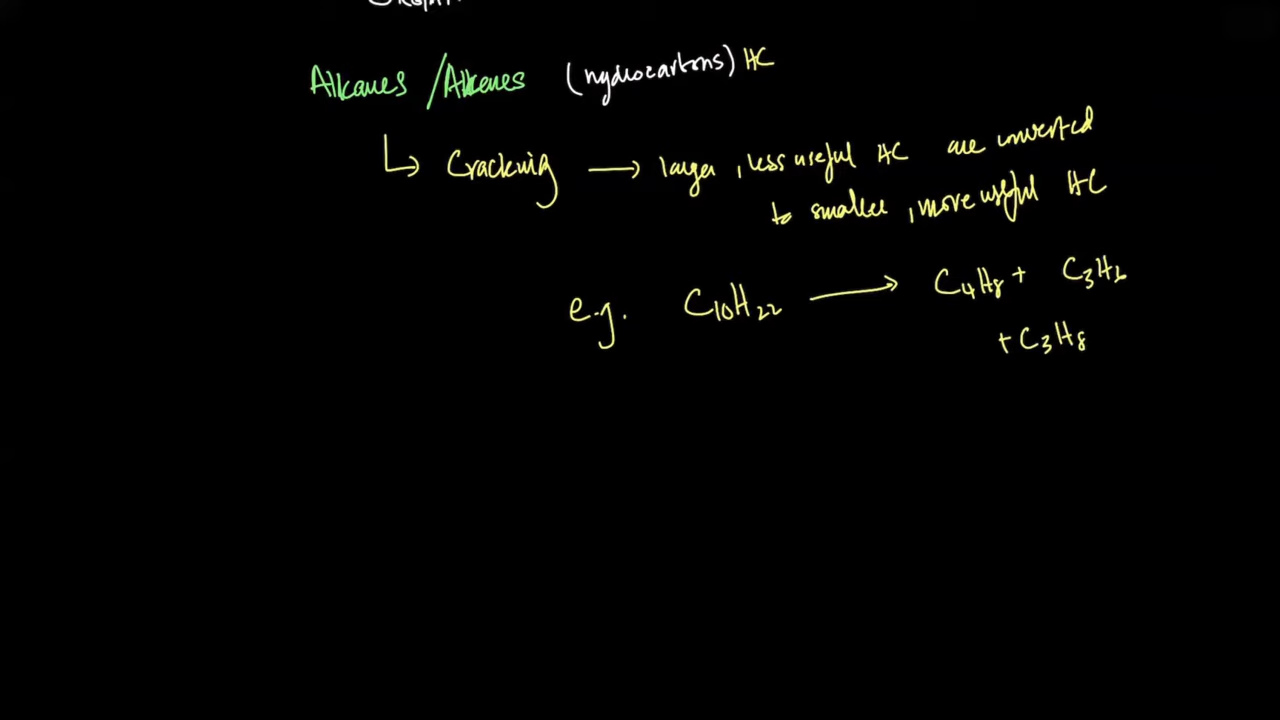 Alkanes / Alkenes (hydrocarbons) HC
↳ Cracking → larger, less useful HC are converted
to smaller, more useful HC
e.g. C₁₀H₂₂ → C₄H₈ + C₃H₆
+ C₃H₈